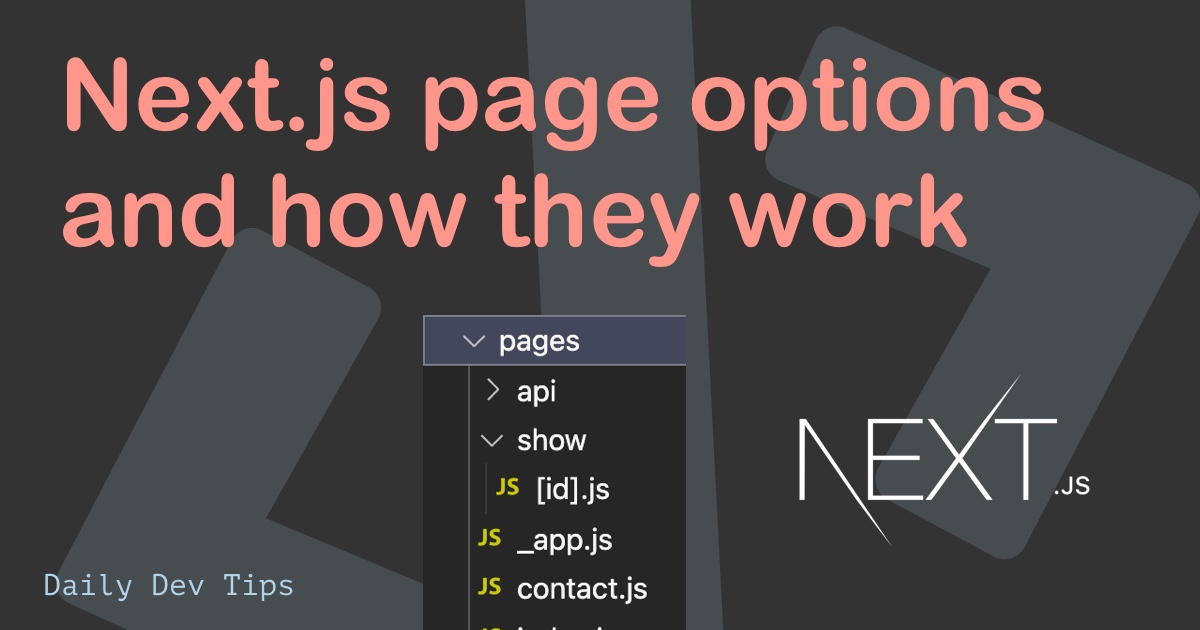 Next.js page options
and how they work
pages
api
show
JS [id].js
JS _app.js
JS contact.js
NEXT.JS
Daily Dev Tips